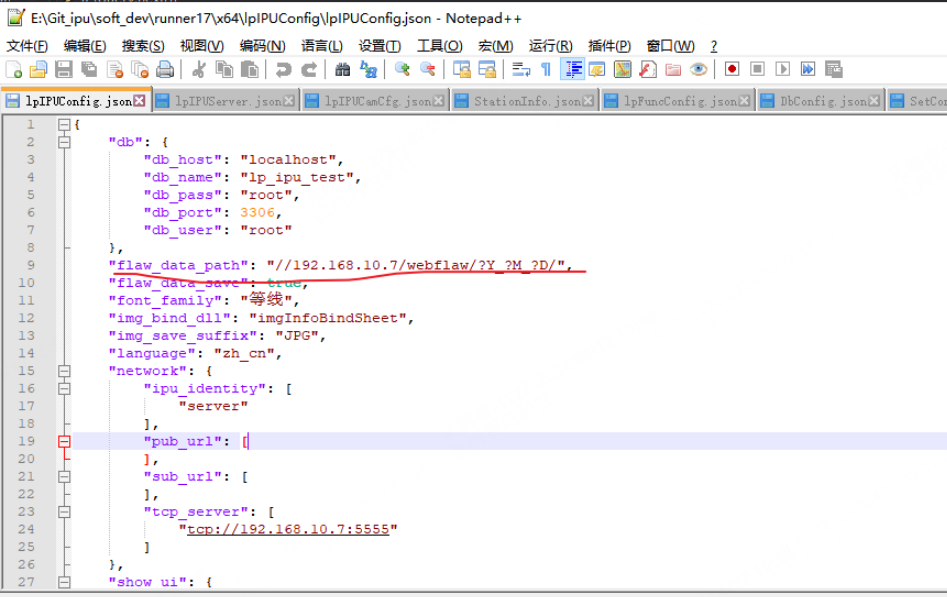 E:\Git_ipu\soft_dev\runner17\x64\lpIPUConfig\lpIPUConfig.json - Notepad++
文件(F) 编辑(E) 搜索(S) 视图(V) 编码(N) 语言(L) 设置(T) 工具(O) 宏(M) 运行(R) 插件(P) 窗口(W) ?
lpIPUConfig.json lpIPUServer.json lpIPUCamCfg.json StationInfo.json lpFuncConfig.json DbConfig.json SetCon
1 {
2 "db": {
3 "db_host": "localhost",
4 "db_name": "lp_ipu_test",
5 "db_pass": "root",
6 "db_port": 3306,
7 "db_user": "root"
8 },
9 "flaw_data_path": "//192.168.10.7/webflaw/?Y_?M_?D/",
10 "flaw_data_save": true,
11 "font_family": "等线",
12 "img_bind_dll": "imgInfoBindSheet",
13 "img_save_suffix": "JPG",
14 "language": "zh_cn",
15 "network": {
16 "ipu_identity": [
17 "server"
18 ],
19 "pub_url": [
20 ],
21 "sub_url": [
22 ],
23 "tcp_server": [
24 "tcp://192.168.10.7:5555"
25 ]
26 },
27 "show_ui": {